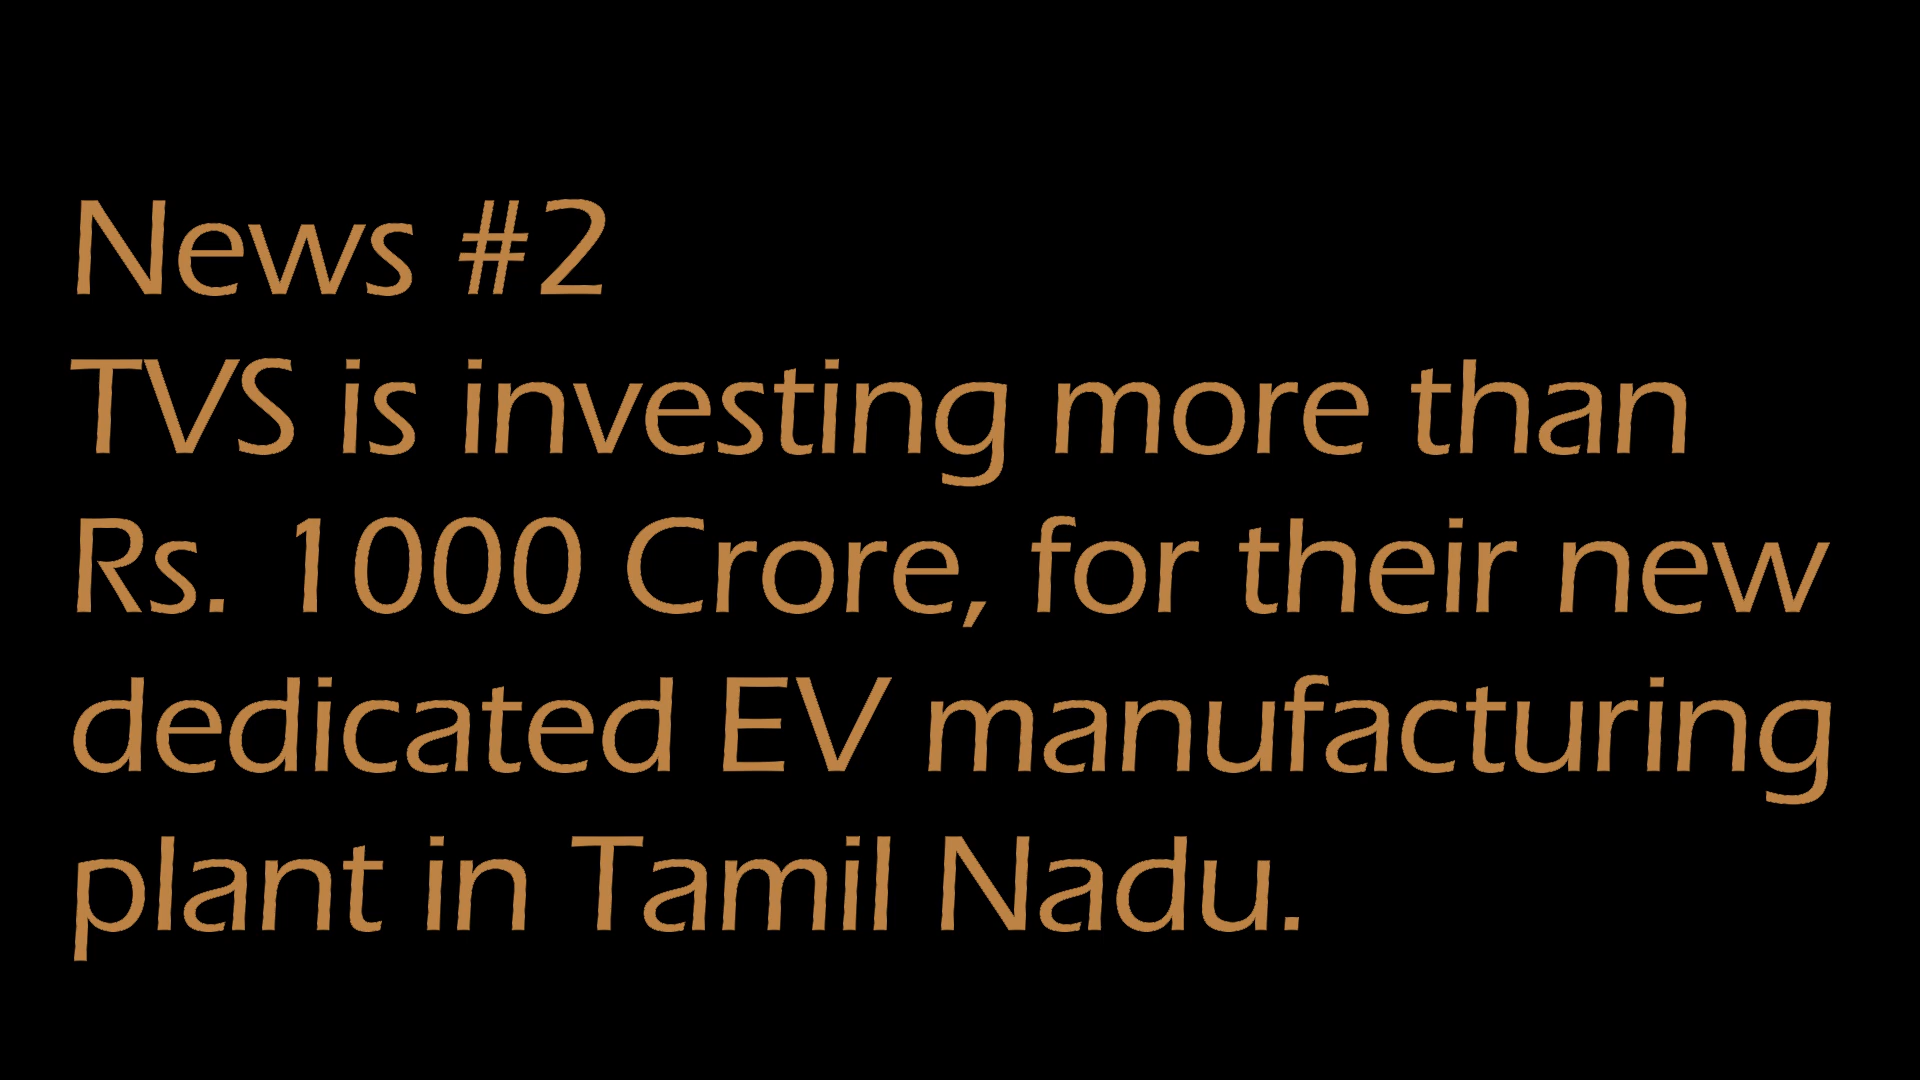 News #2
TVS is investing more than
Rs. 1000 Crore, for their new
dedicated EV manufacturing
plant in Tamil Nadu.